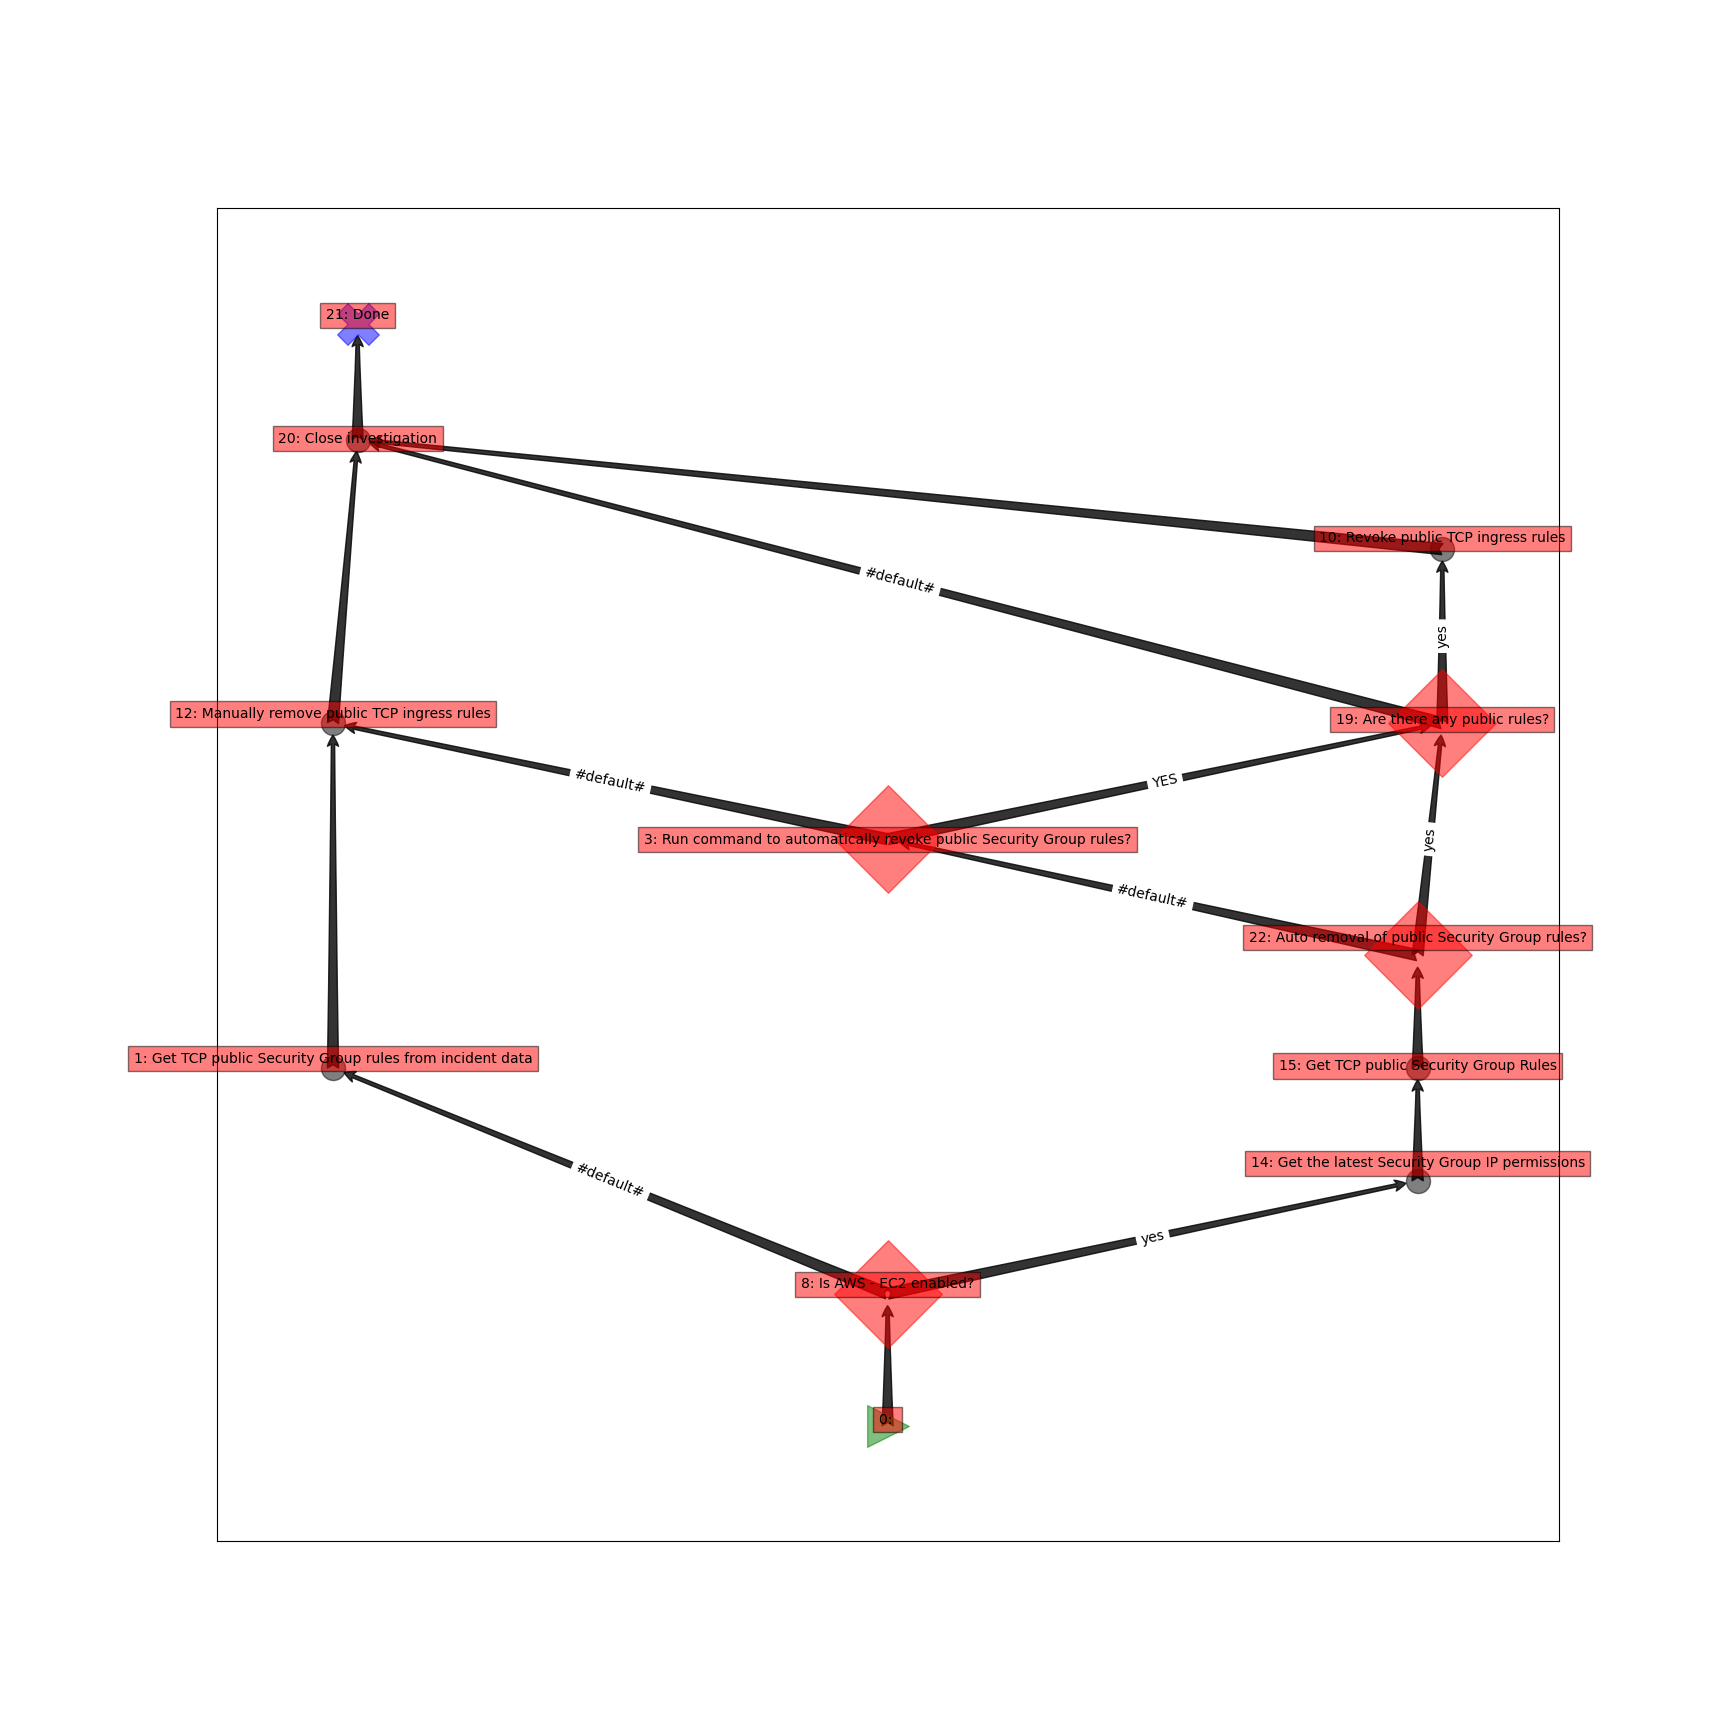 21: Done
20: Close investigation
10: Revoke public TCP ingress rules
#default#
yes
12: Manually remove public TCP ingress rules
19: Are there any public rules?
#default#
YES
3: Run command to automatically revoke public Security Group rules?
yes
#default#
22: Auto removal of public Security Group rules?
1: Get TCP public Security Group rules from incident data
15: Get TCP public Security Group Rules
14: Get the latest Security Group IP permissions
#default#
yes
8: Is AWS - EC2 enabled?
0: